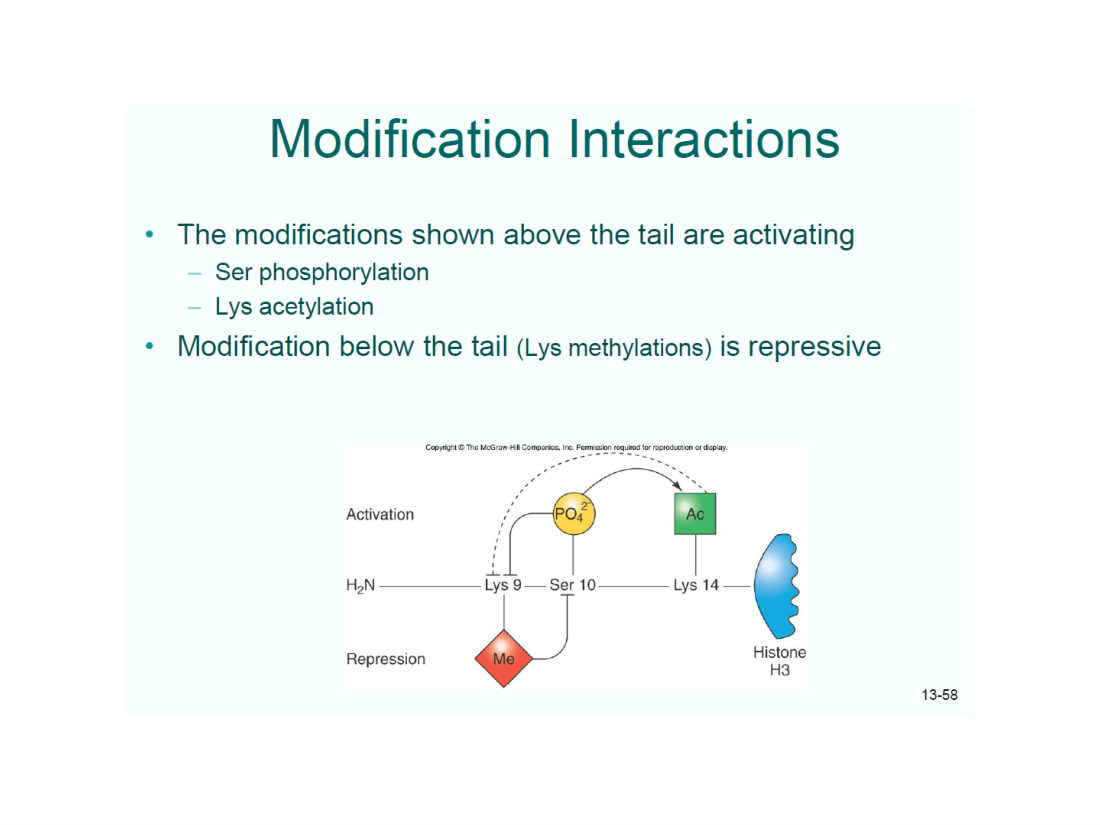 Modification Interactions
• The modifications shown above the tail are activating
– Ser phosphorylation
– Lys acetylation
• Modification below the tail (Lys methylations) is repressive
Copyright © The McGraw-Hill Companies, Inc. Permission required for reproduction or display.
Activation
PO₄²⁻
Ac
H₂N
Lys 9
Ser 10
Lys 14
Repression
Me
Histone
H3
13-58